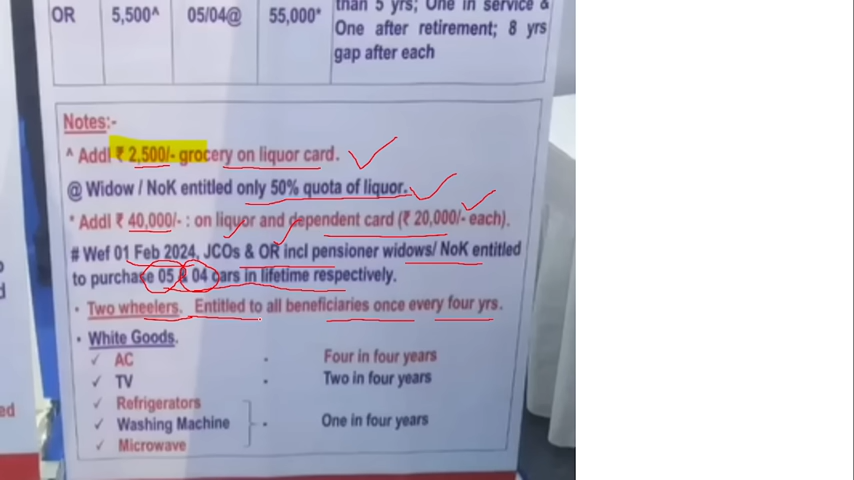 than 5 yrs; One in service &
OR 5,500^ 05/04@ 55,000* One after retirement; 8 yrs
gap after each
Notes:-
^ Addl ₹ 2,500/- grocery on liquor card.
@ Widow / NoK entitled only 50% quota of liquor.
* Addl ₹ 40,000/- : on liquor and dependent card (₹ 20,000/- each).
# Wef 01 Feb 2024, JCOs & OR incl pensioner widows/ NoK entitled
to purchase 05 & 04 cars in lifetime respectively.
• Two wheelers. Entitled to all beneficiaries once every four yrs.
• White Goods.
✓ AC • Four in four years
✓ TV • Two in four years
✓ Refrigerators
✓ Washing Machine • One in four years
✓ Microwave
ed